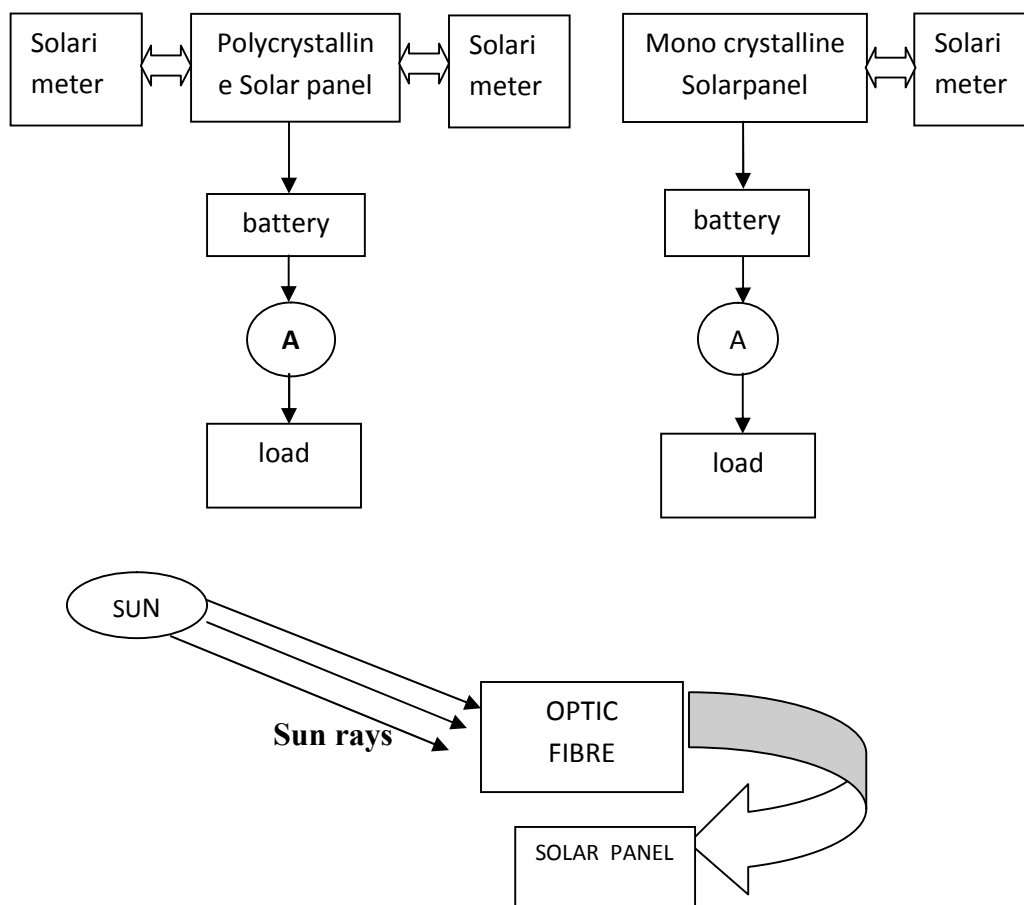 Solari
meter
Polycrystallin
e Solar panel
Solari
meter
Mono crystalline
Solarpanel
Solari
meter
battery
battery
A
A
load
load
SUN
Sun rays
OPTIC
FIBRE
SOLAR PANEL